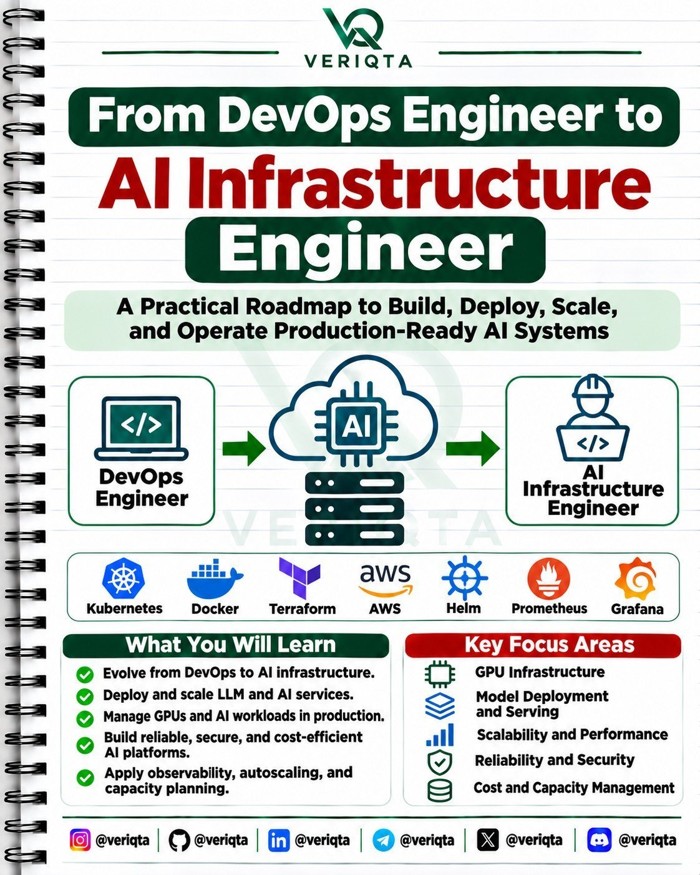 VERIQTA
From DevOps Engineer to
AI Infrastructure
Engineer
A Practical Roadmap to Build, Deploy, Scale,
and Operate Production-Ready AI Systems
</>
DevOps
Engineer
AI
</>
AI
Infrastructure
Engineer
VERIQTA
Kubernetes
Docker
Terraform
aws
AWS
Helm
Prometheus
Grafana
What You Will Learn
Evolve from DevOps to AI infrastructure.
Deploy and scale LLM and AI services.
Manage GPUs and AI workloads in production.
Build reliable, secure, and cost-efficient
AI platforms.
Apply observability, autoscaling, and
capacity planning.
Key Focus Areas
GPU Infrastructure
Model Deployment
and Serving
Scalability and Performance
Reliability and Security
Cost and Capacity Management
@veriqta
@veriqta
@veriqta
@veriqta
@veriqta
@veriqta